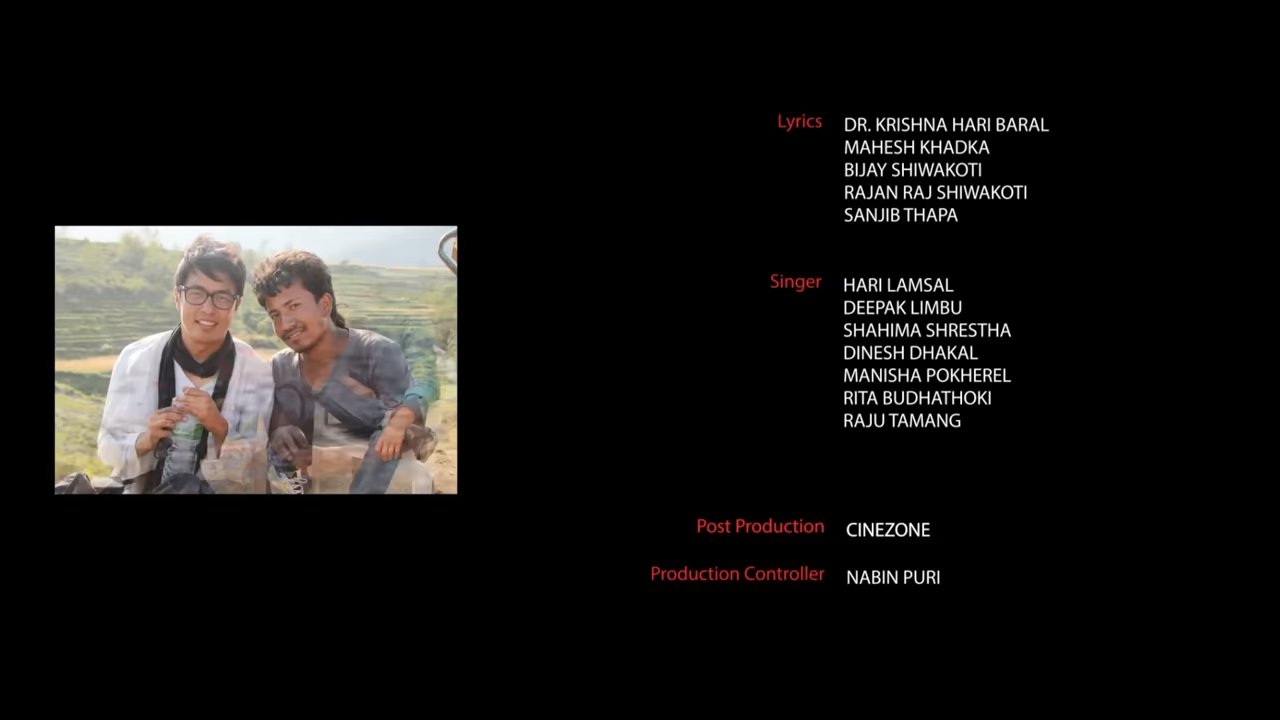 Lyrics DR. KRISHNA HARI BARAL
MAHESH KHADKA
BIJAY SHIWAKOTI
RAJAN RAJ SHIWAKOTI
SANJIB THAPA
Singer HARI LAMSAL
DEEPAK LIMBU
SHAHIMA SHRESTHA
DINESH DHAKAL
MANISHA POKHEREL
RITA BUDHATHOKI
RAJU TAMANG
Post Production CINEZONE
Production Controller NABIN PURI